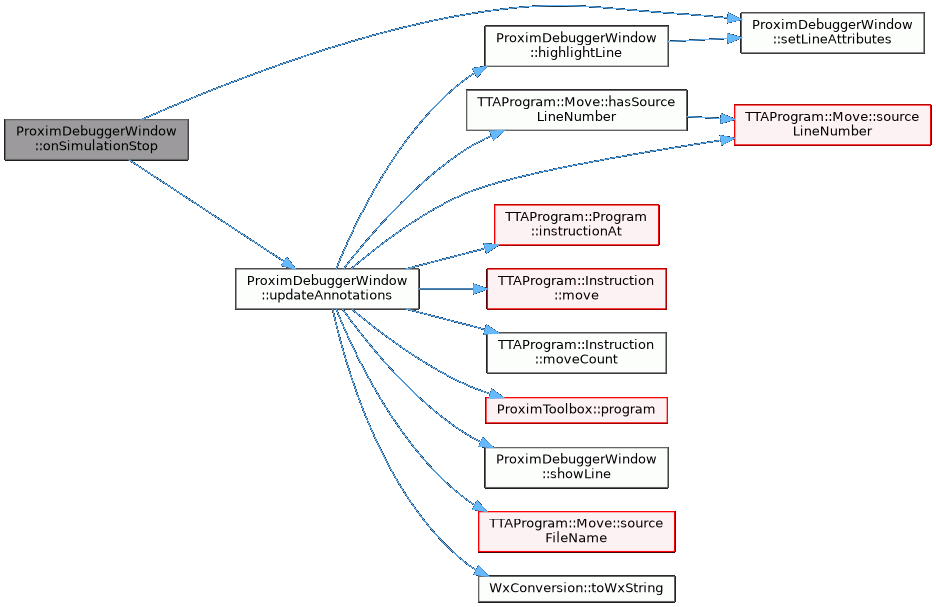 ProximDebuggerWindow
::onSimulationStop
ProximDebuggerWindow
::setLineAttributes
ProximDebuggerWindow
::updateAnnotations
ProximDebuggerWindow
::highlightLine
TTAProgram::Move::hasSource
LineNumber
TTAProgram::Move::source
LineNumber
TTAProgram::Program
::instructionAt
TTAProgram::Instruction
::move
TTAProgram::Instruction
::moveCount
ProximToolbox::program
ProximDebuggerWindow
::showLine
TTAProgram::Move::source
FileName
WxConversion::toWxString